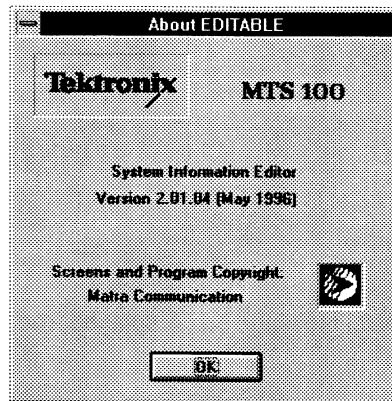 About EDITABLE
Tektronix
MTS 100
System Information Editor
Version 2.01.04 (May 1996)
Screens and Program Copyright:
Matra Communication
OK